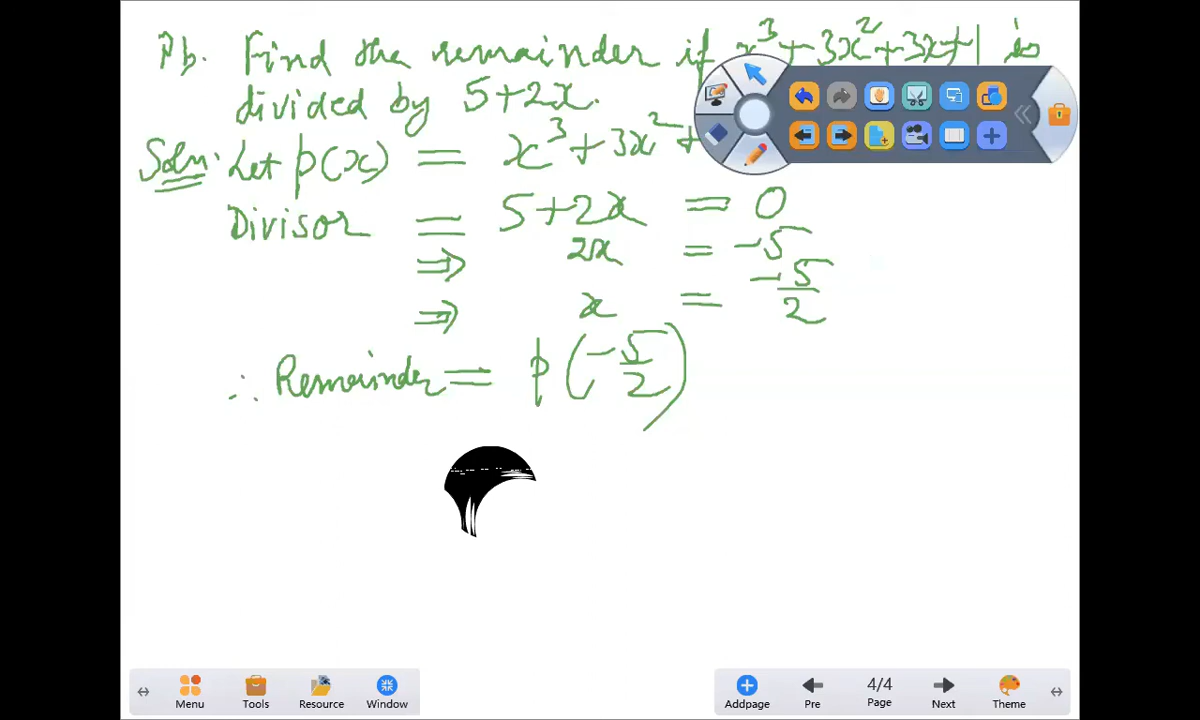 Pb. Find the remainder if x³+3x²+3x+1 is
divided by 5+2x.
Soln: Let p(x) = x³+3x²+
Divisor = 5+2x = 0
⇒ 2x = -5
⇒ x = -5/2
∴ Remainder = p(-5/2)
Menu Tools Resource Window Addpage Pre 4/4 Page Next Theme